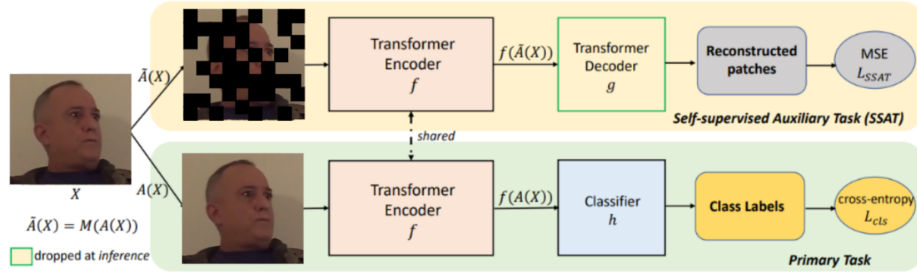 Ã(X)
Transformer
Encoder
f
f(Ã(X))
Transformer
Decoder
g
Reconstructed
patches
MSE
L_SSAT
Self-supervised Auxiliary Task (SSAT)
shared
X
A(X)
Transformer
Encoder
f
f(A(X))
Classifier
h
Class Labels
cross-entropy
L_cls
Primary Task
Ã(X) = M(A(X))
dropped at inference